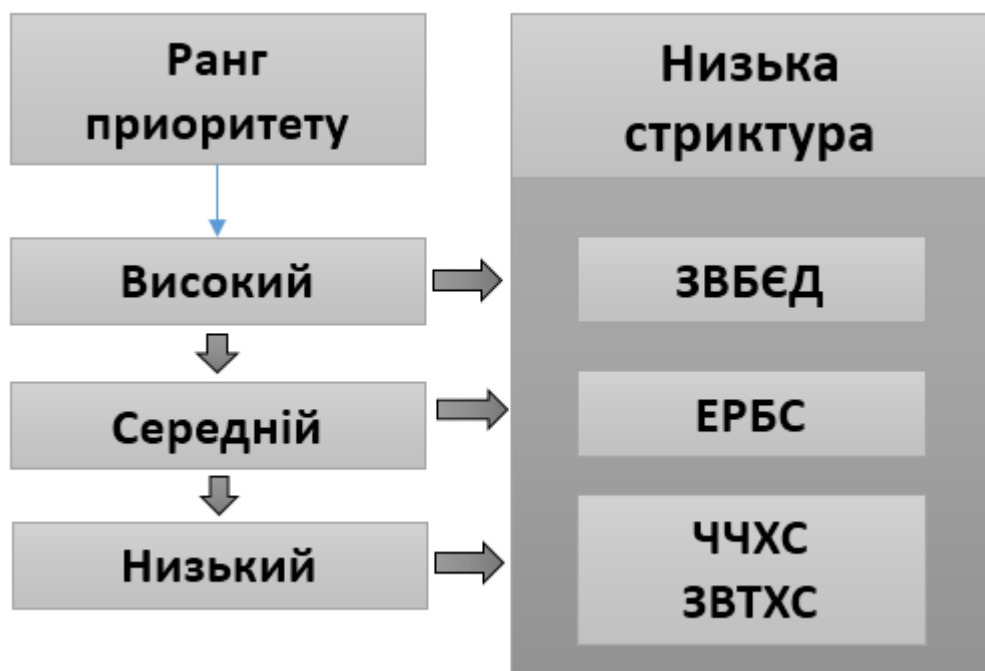 Ранг
приоритету
Високий
Середній
Низький
Низька
стриктура
ЗВБЄД
ЕРБС
ЧЧХС
ЗВТХС